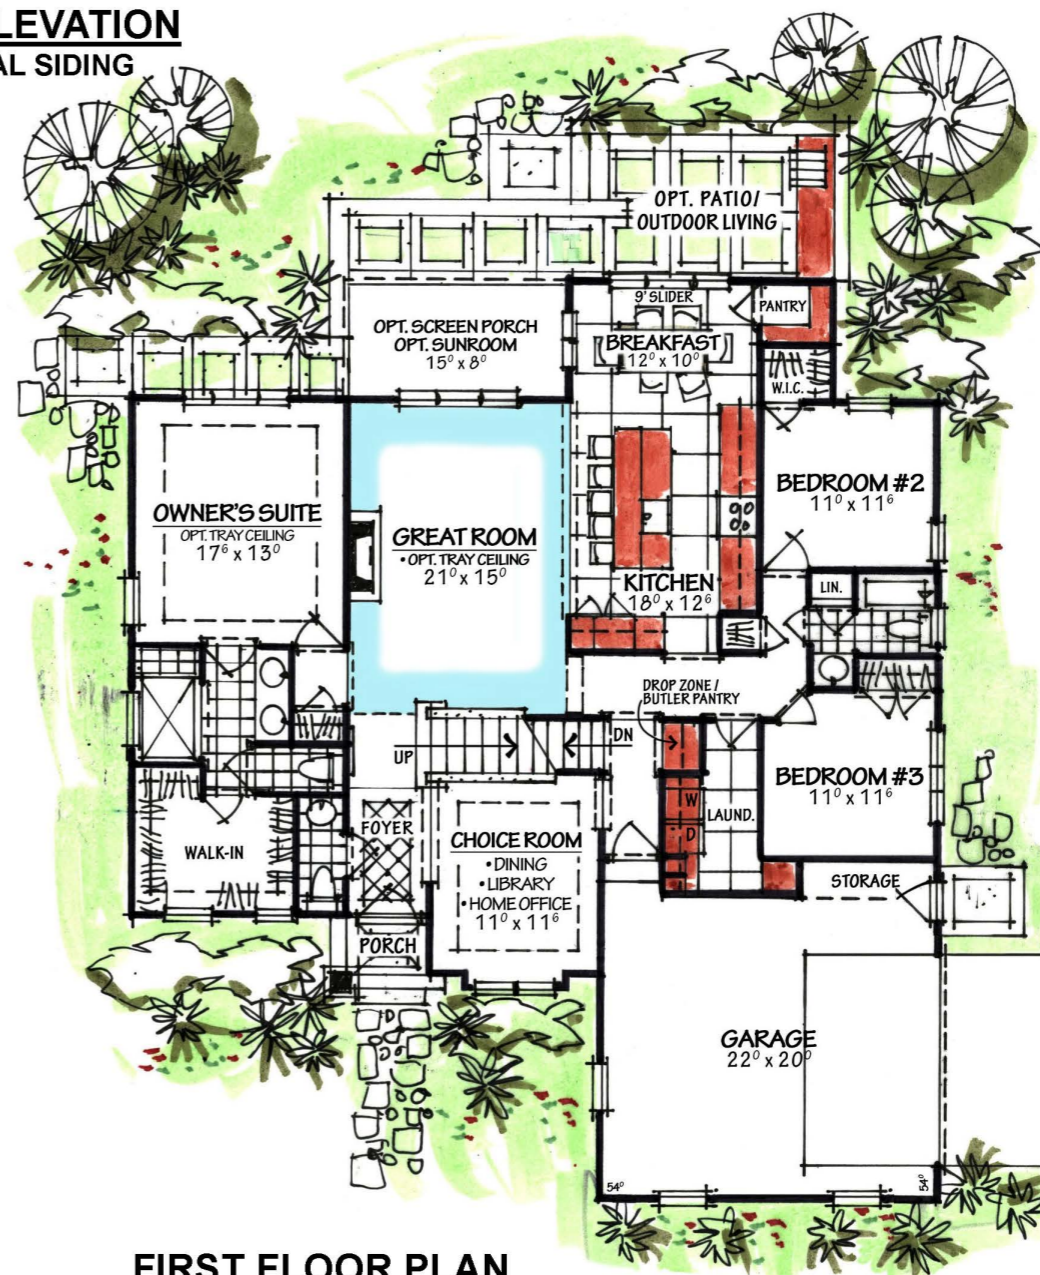 LEVATION
AL SIDING
OPT. PATIO/
OUTDOOR LIVING
9' SLIDER
PANTRY
OPT. SCREEN PORCH
OPT. SUNROOM
15⁰ x 8⁰
BREAKFAST
12⁰ x 10⁰
W.I.C.
OWNER'S SUITE
OPT. TRAY CEILING
17⁶ x 13⁰
GREAT ROOM
• OPT. TRAY CEILING
21⁰ x 15⁰
BEDROOM #2
11⁰ x 11⁶
KITCHEN
18⁰ x 12⁶
LIN.
DROP ZONE /
BUTLER PANTRY
UP
DN
BEDROOM #3
11⁰ x 11⁶
W
D
LAUND.
FOYER
WALK-IN
CHOICE ROOM
• DINING
• LIBRARY
• HOME OFFICE
11⁰ x 11⁶
STORAGE
PORCH
GARAGE
22⁰ x 20⁰
54⁰
54⁰
FIRST FLOOR PLAN